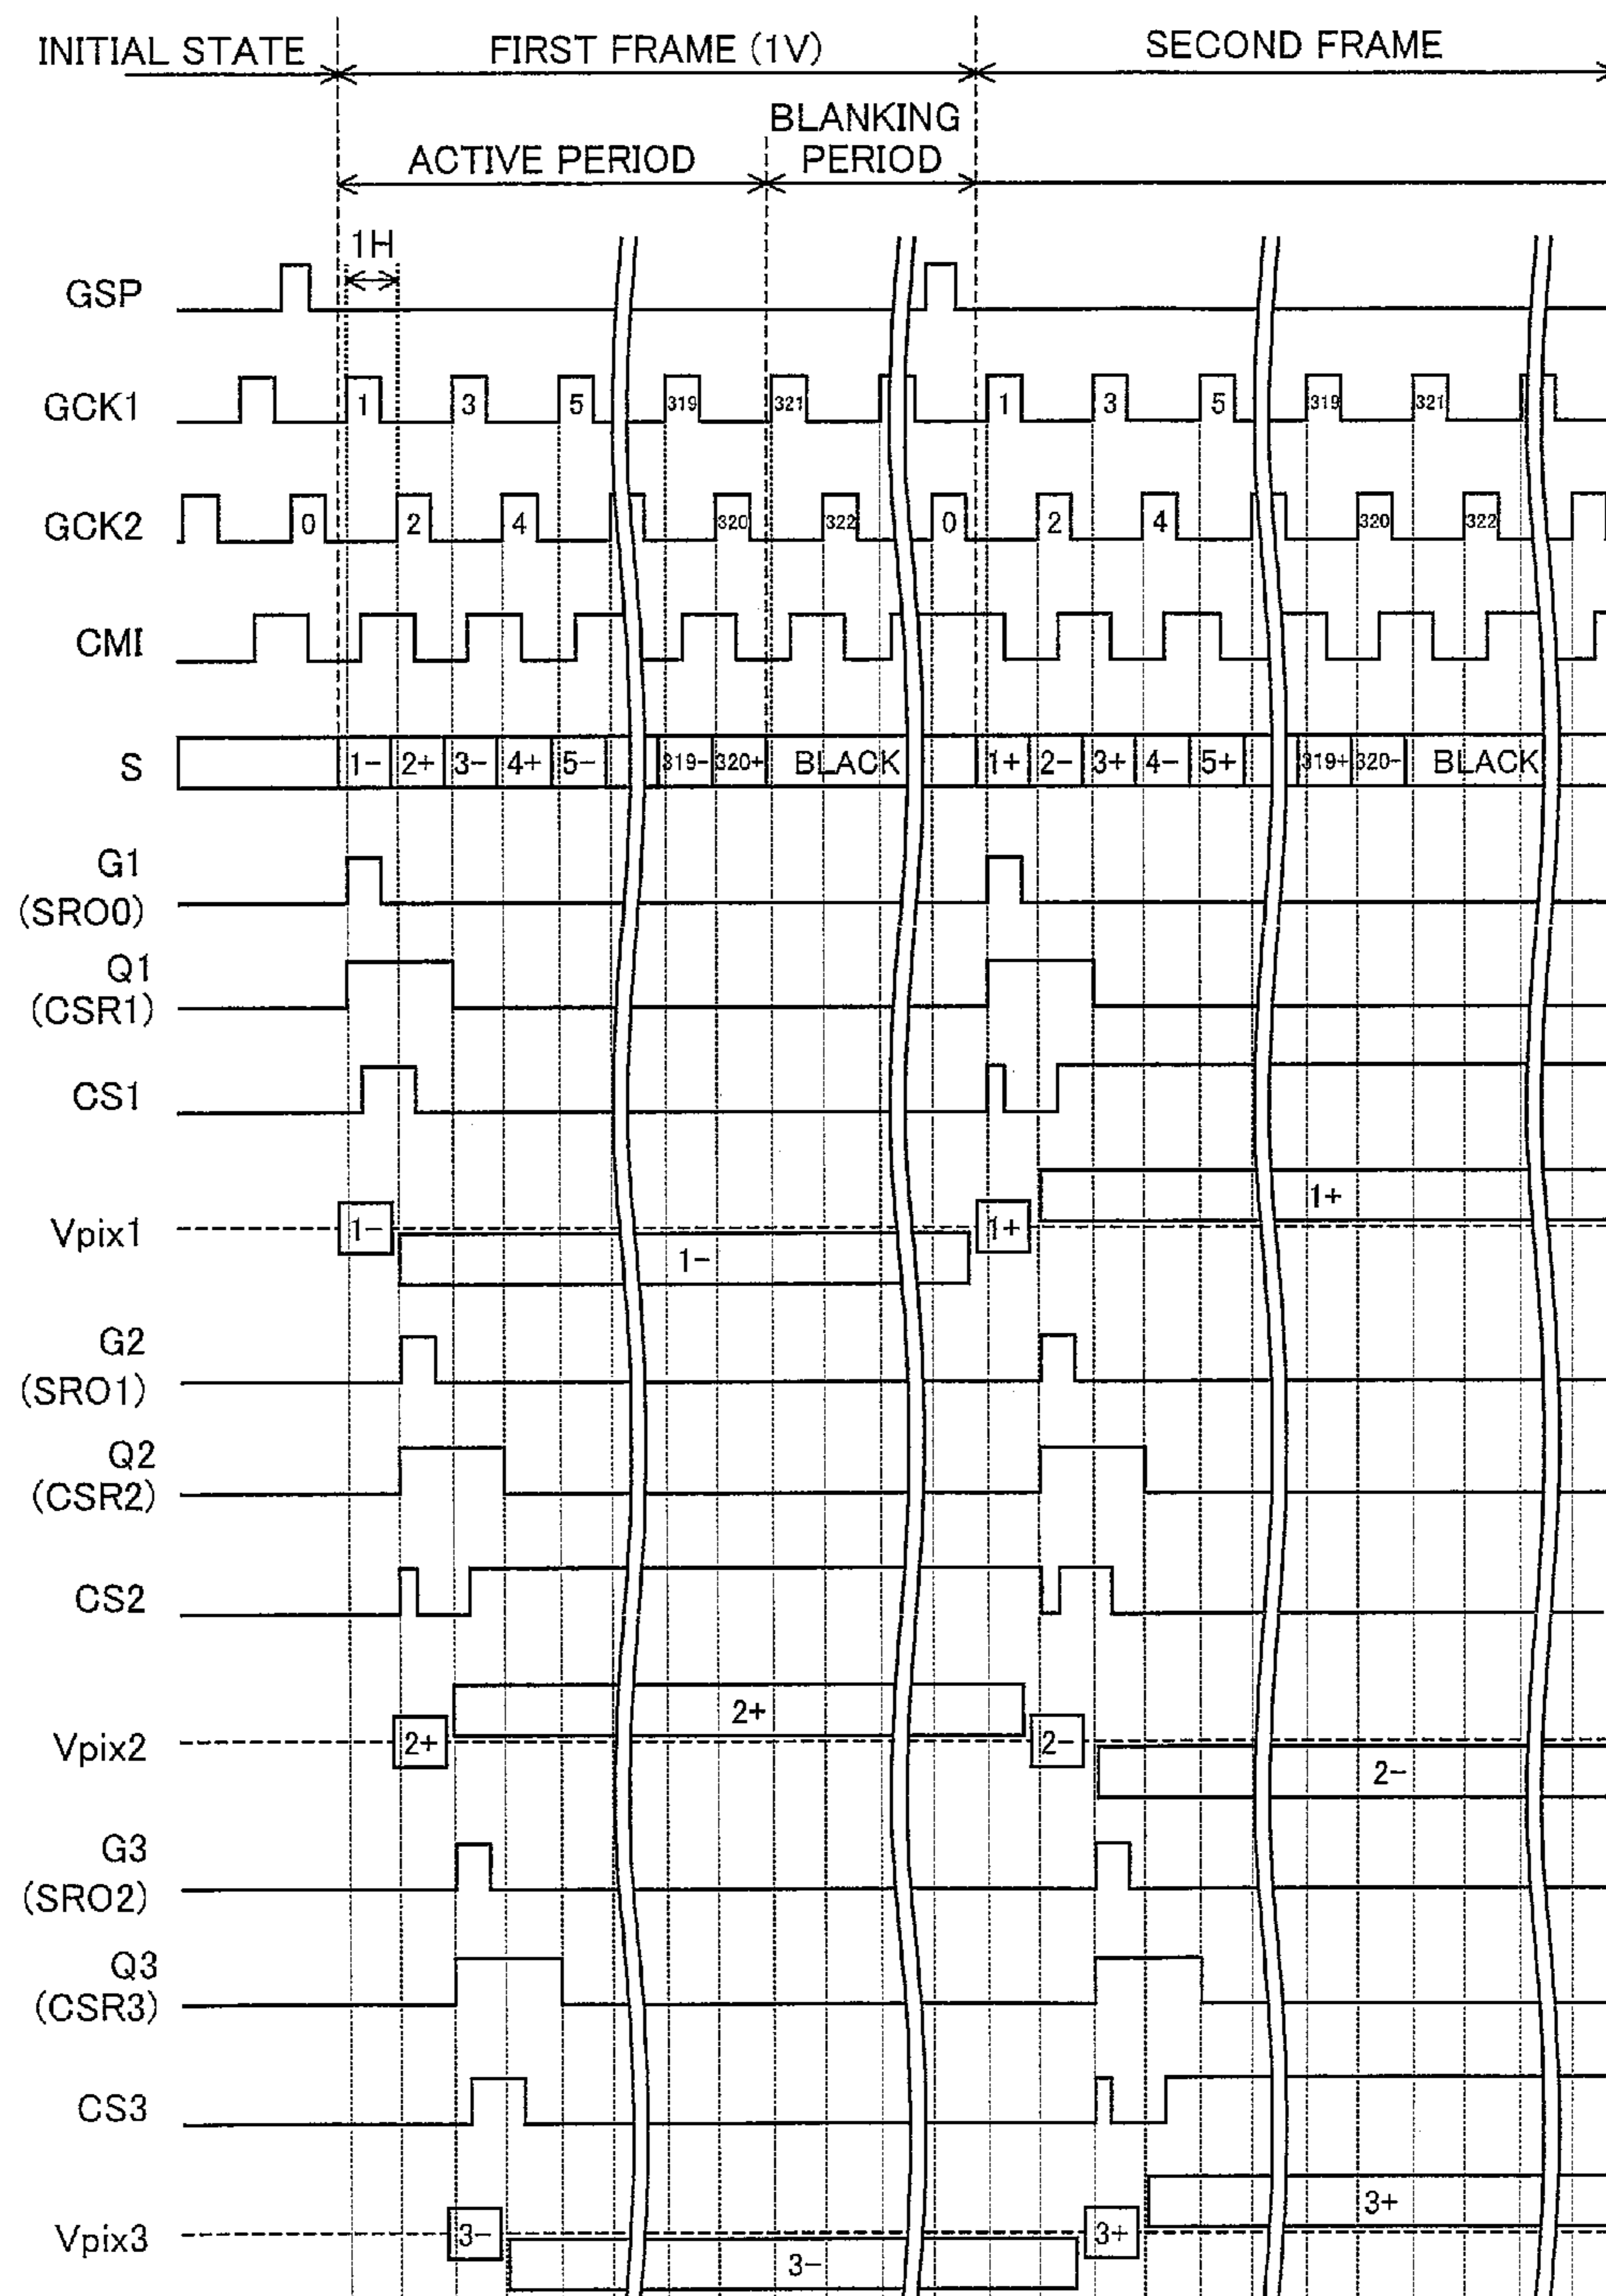 INITIAL STATE FIRST FRAME (1V) SECOND FRAME
BLANKING
ACTIVE PERIOD PERIOD
1H
GSP
GCK1 1 3 5 319 321 1 3 5 319 321
GCK2 0 2 4 320 322 0 2 4 320 322
CMI
S 1- 2+ 3- 4+ 5- 319- 320+ BLACK 1+ 2- 3+ 4- 5+ 319+ 320- BLACK
G1
(SRO0)
Q1
(CSR1)
CS1
Vpix1 1- 1- 1+ 1+
G2
(SRO1)
Q2
(CSR2)
CS2
Vpix2 2+ 2+ 2- 2-
G3
(SRO2)
Q3
(CSR3)
CS3
Vpix3 3- 3- 3+ 3+